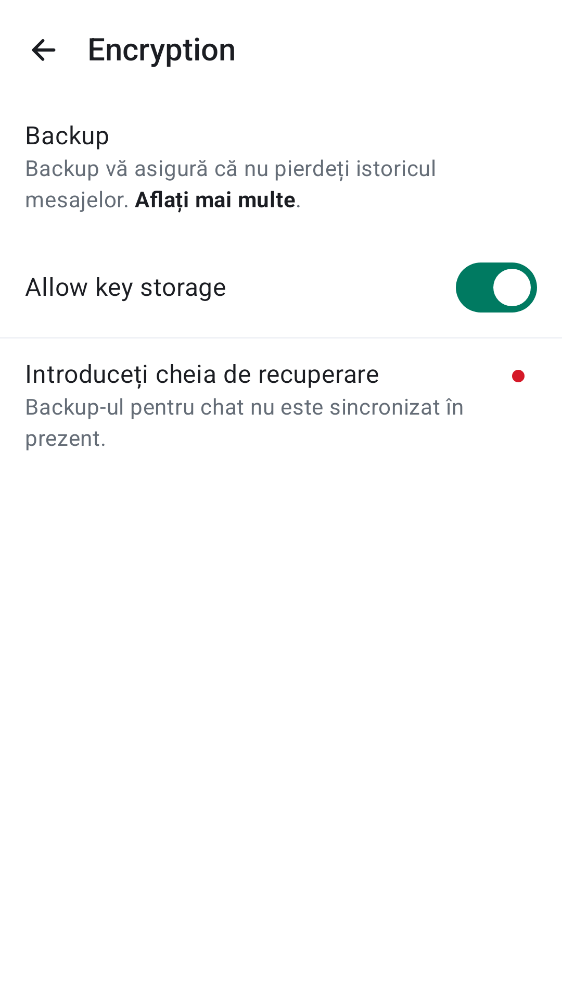 Encryption
Backup
Backup vă asigură că nu pierdeți istoricul
mesajelor. Aflați mai multe.
Allow key storage
Introduceți cheia de recuperare
Backup-ul pentru chat nu este sincronizat în
prezent.